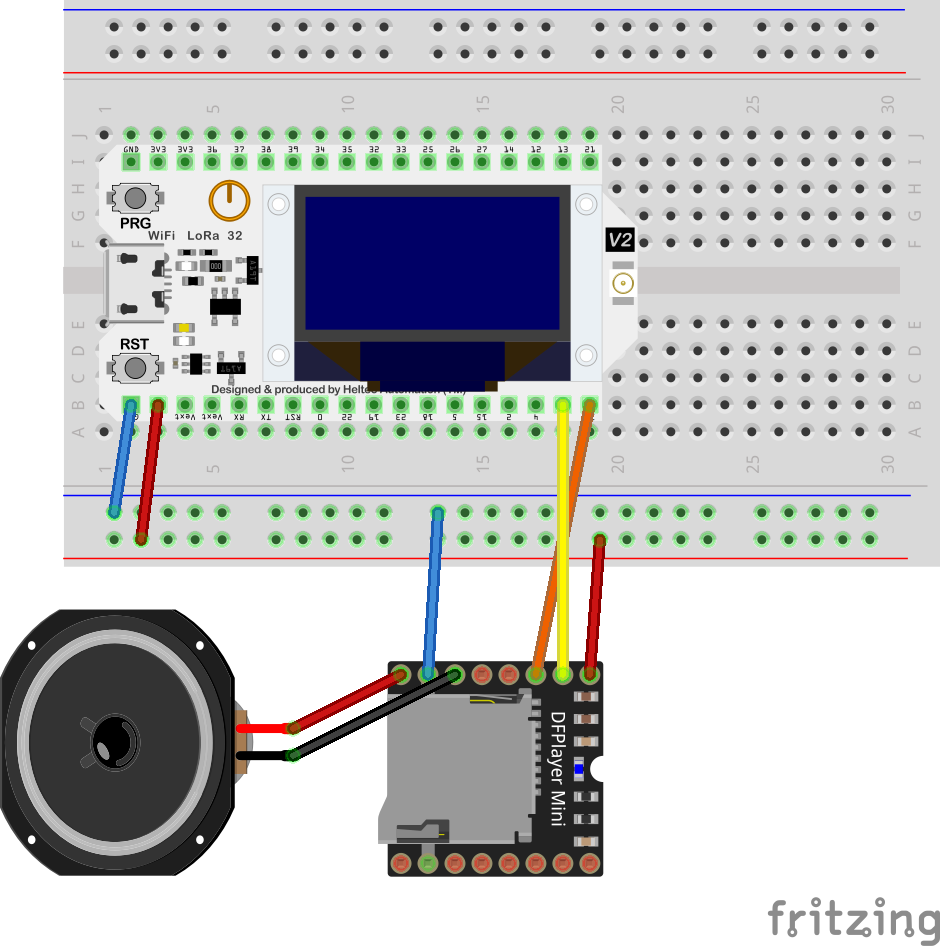 1 5 10 15 20 25 30
J J
GND 3V3 3V3 36 37 38 39 34 35 32 33 25 26 27 14 12 13 21
I I
H H
PRG
G G
WiFi LoRa 32
F F
V2
E E
RST
D D
C C
Designed & produced by Heltec Automation (TM)
B B
Vext Vext RX TX RST 0 22 19 23 18 5 15 2 4
A A
1 5 10 15 20 25 30
DFPlayer Mini
fritzing